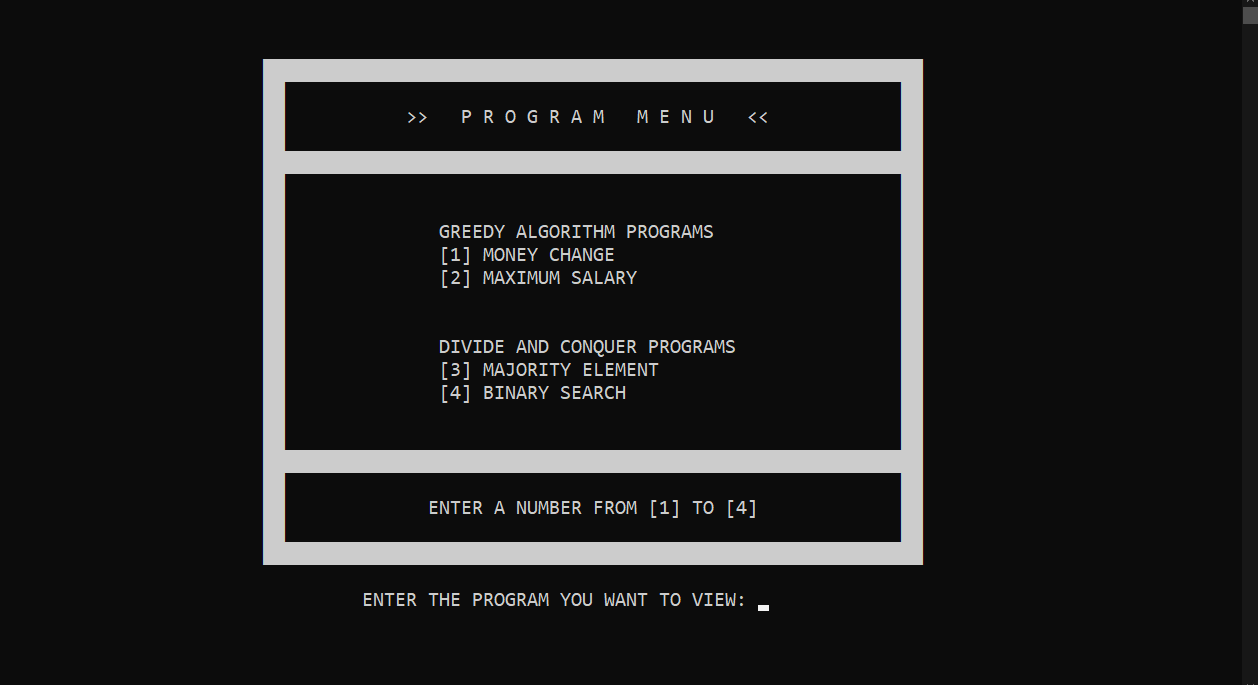 >> P R O G R A M M E N U <<
GREEDY ALGORITHM PROGRAMS
[1] MONEY CHANGE
[2] MAXIMUM SALARY
DIVIDE AND CONQUER PROGRAMS
[3] MAJORITY ELEMENT
[4] BINARY SEARCH
ENTER A NUMBER FROM [1] TO [4]
ENTER THE PROGRAM YOU WANT TO VIEW: